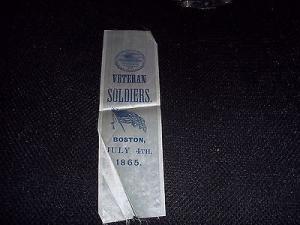 VETERAN
SOLDIERS.
BOSTON,
JULY 4TH,
1865.